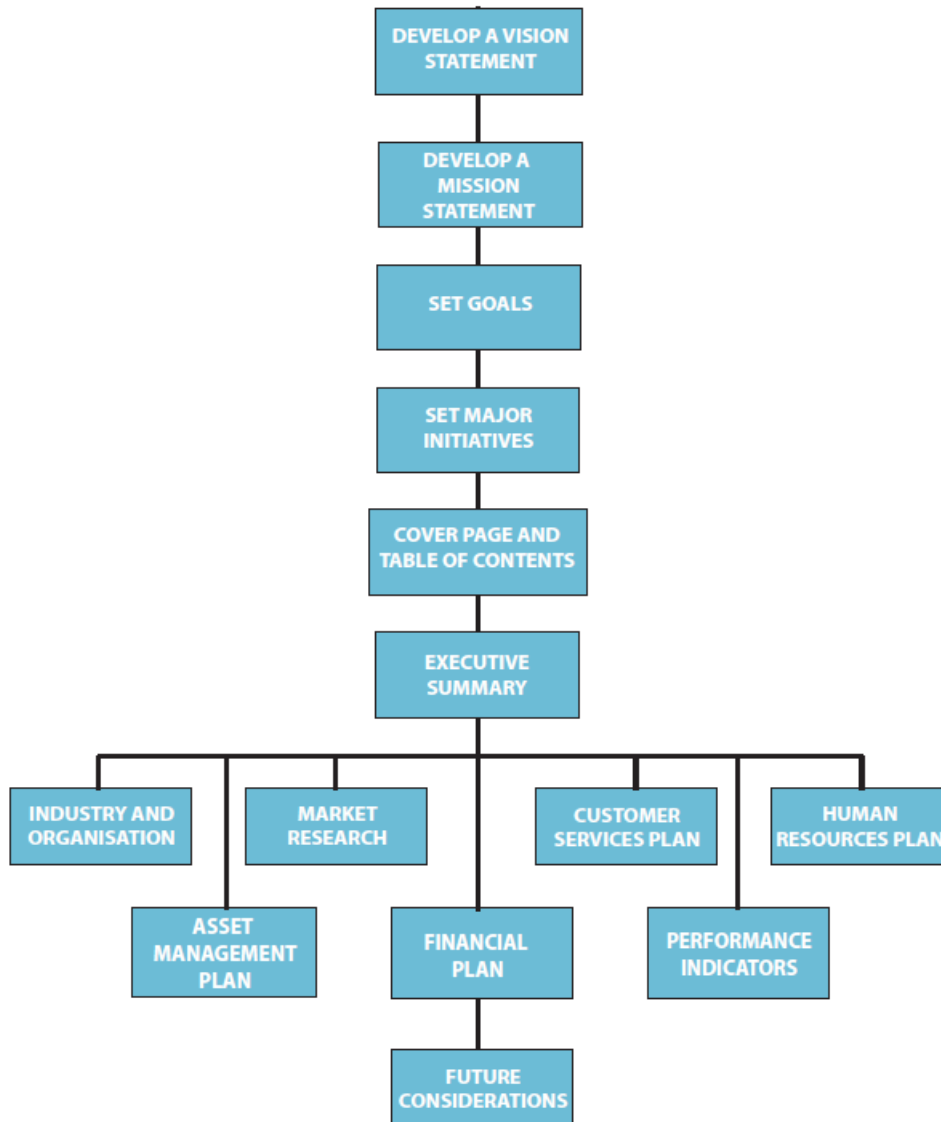 DEVELOP A VISION
STATEMENT
DEVELOP A
MISSION
STATEMENT
SET GOALS
SET MAJOR
INITIATIVES
COVER PAGE AND
TABLE OF CONTENTS
EXECUTIVE
SUMMARY
INDUSTRY AND
ORGANISATION
MARKET
RESEARCH
CUSTOMER
SERVICES PLAN
HUMAN
RESOURCES PLAN
ASSET
MANAGEMENT
PLAN
FINANCIAL
PLAN
PERFORMANCE
INDICATORS
FUTURE
CONSIDERATIONS